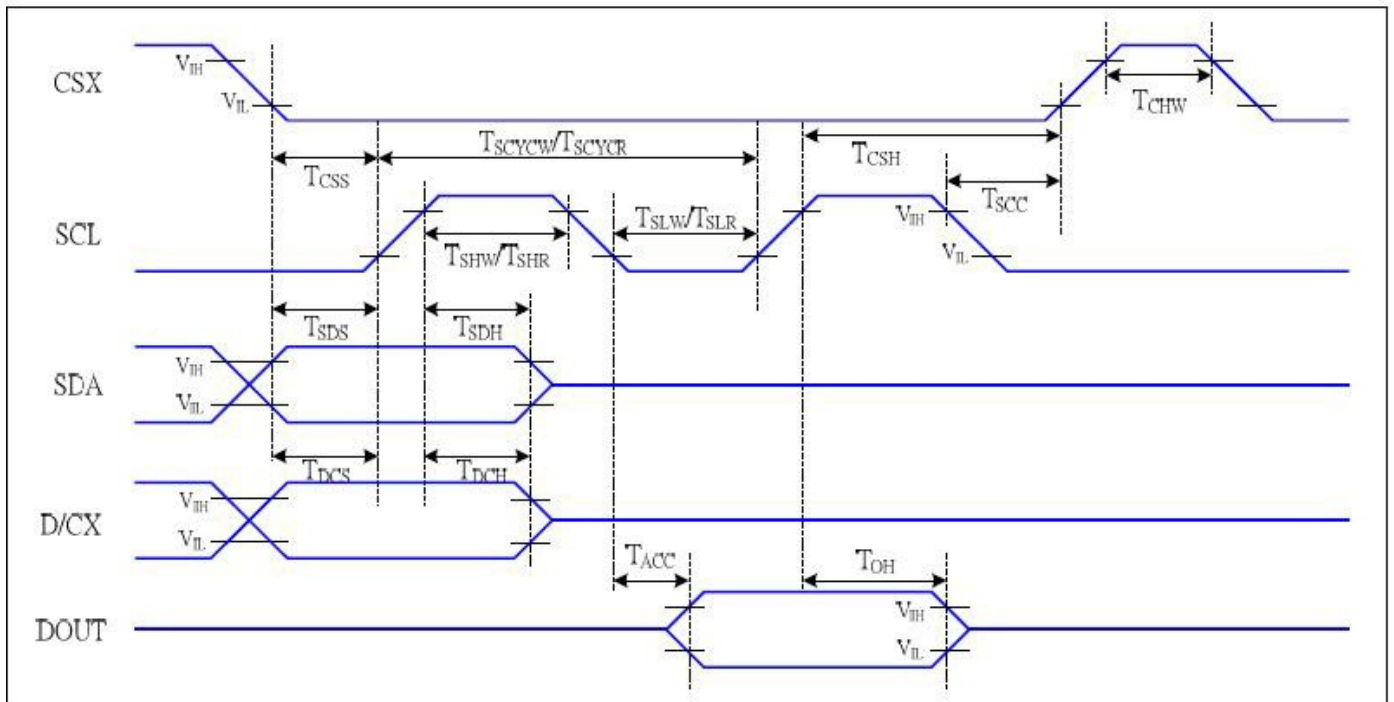 CSX
VIH
VIL
TCHW
TSCYCW/TSCYCR
TCSH
TCSS
TSCC
SCL
TSLW/TSLR
VIH
TSHW/TSHR
VIL
TSDS
TSDH
SDA
VIH
VIL
TDCS
TDCH
D/CX
VIH
VIL
TACC
TOH
DOUT
VIH
VIL